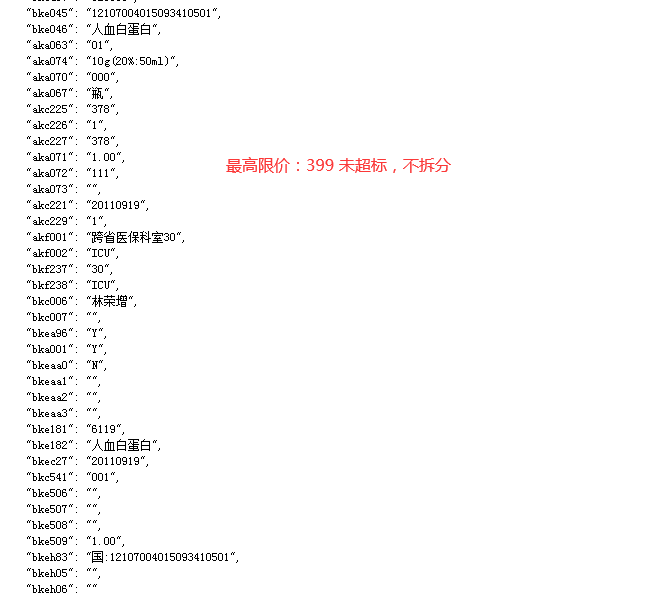 "bke045": "12107004015093410501",
"bke046": "人血白蛋白",
"aka063": "01",
"aka074": "10g(20%:50ml)",
"aka070": "000",
"aka067": "瓶",
"akc225": "378",
"akc226": "1",
"akc227": "378",
"aka071": "1.00",
最高限价：399 未超标，不拆分
"aka072": "111",
"aka073": "",
"akc221": "20110919",
"akc229": "1",
"akf001": "跨省医保科室30",
"akf002": "ICU",
"bkf237": "30",
"bkf238": "ICU",
"bkc006": "林荣增",
"bkc007": "",
"bkea96": "Y",
"bka001": "Y",
"bkeaa0": "N",
"bkeaa1": "",
"bkeaa2": "",
"bkeaa3": "",
"bke181": "6119",
"bke182": "人血白蛋白",
"bkec27": "20110919",
"bkc541": "001",
"bke506": "",
"bke507": "",
"bke508": "",
"bke509": "1.00",
"bkeh83": "国:12107004015093410501",
"bkeh05": "",
"bkeh06": ""